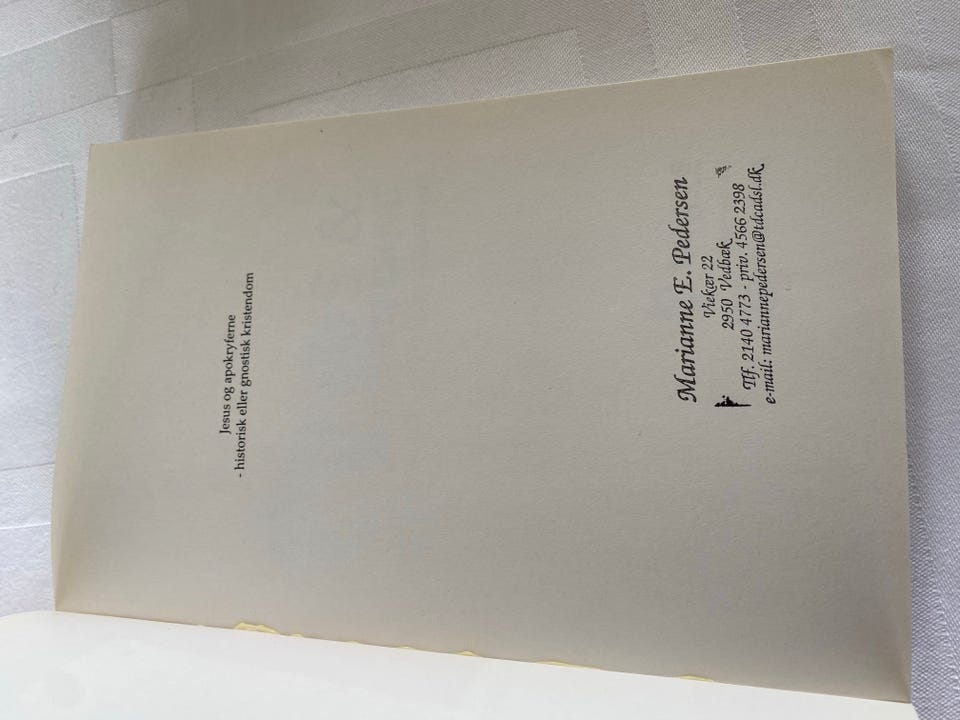 Jesus og apokryferne
- historisk eller gnostisk kristendom
Marianne E. Pedersen
Viekær 22
2950 Vedbæk
Tlf. 2140 4773 - priv. 4566 2398
e-mail: mariannepedersen@tdcadsl.dk